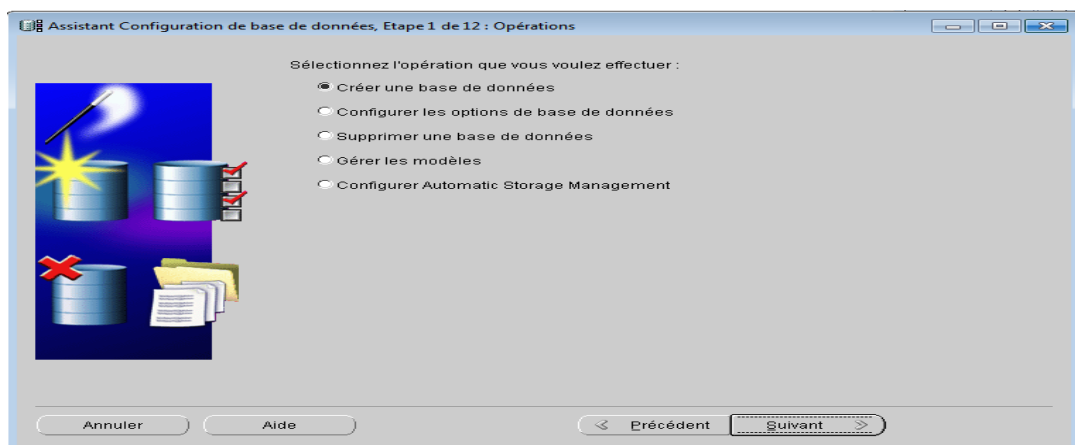 Assistant Configuration de base de données, Etape 1 de 12 : Opérations
Sélectionnez l'opération que vous voulez effectuer :
Créer une base de données
Configurer les options de base de données
Supprimer une base de données
Gérer les modèles
Configurer Automatic Storage Management
Annuler
Aide
Précédent
Suivant